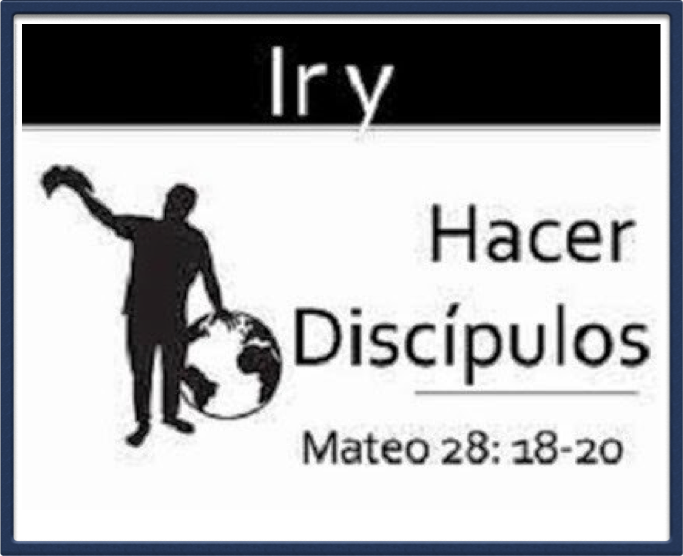 Ir y
Hacer
Discípulos
Mateo 28: 18-20